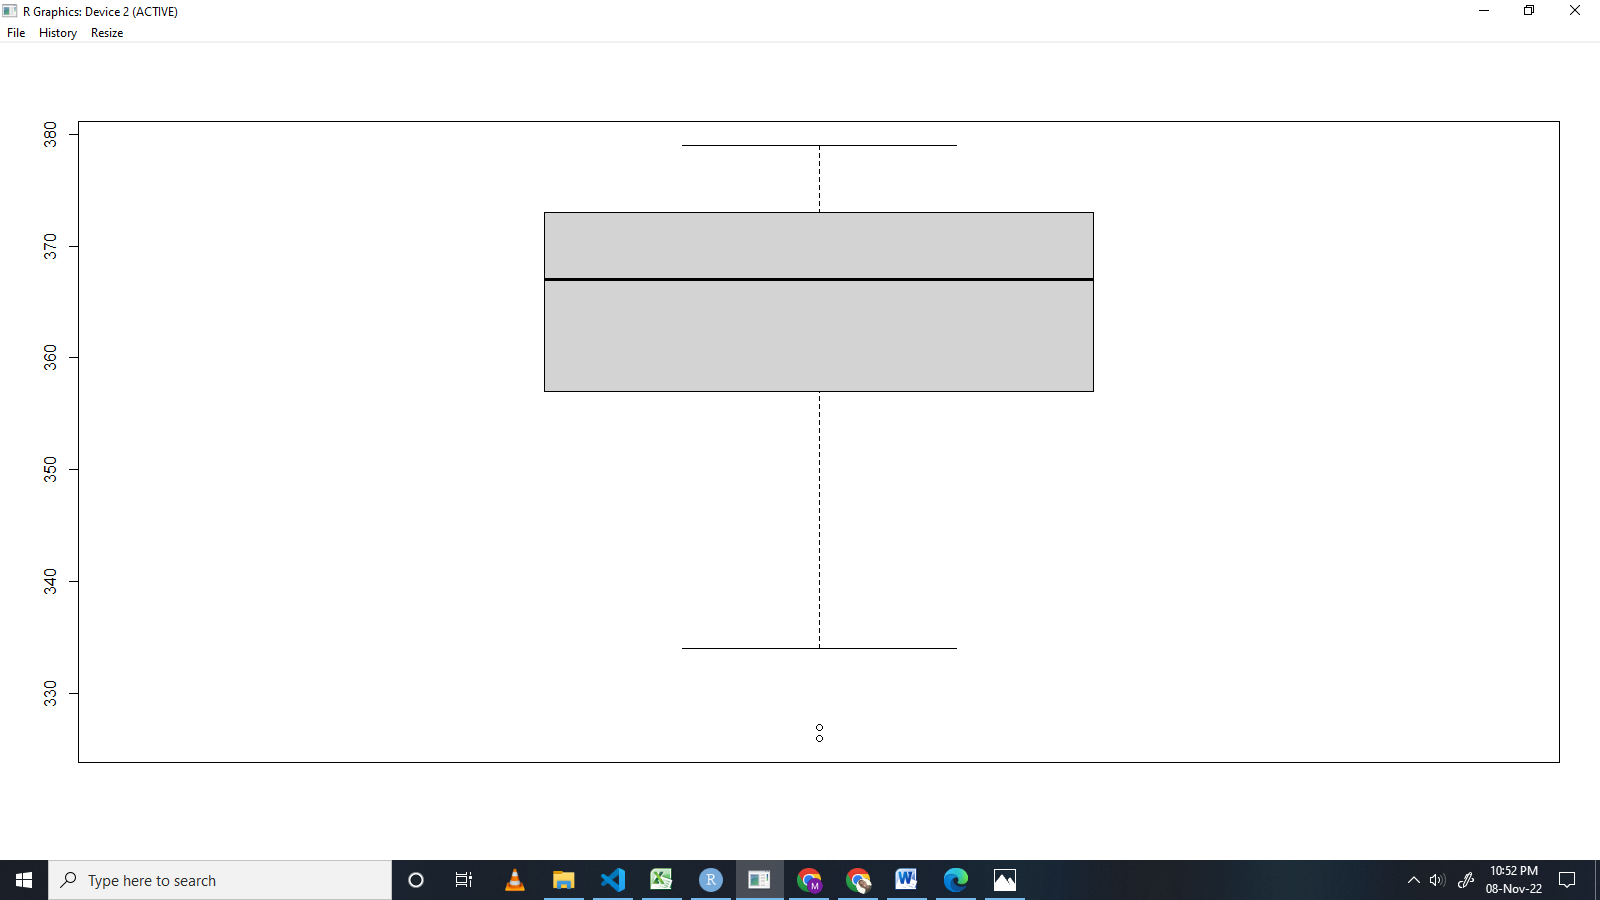 R Graphics: Device 2 (ACTIVE)
File History Resize
380
370
360
350
340
330
Type here to search
R
M
W
10:52 PM
08-Nov-22